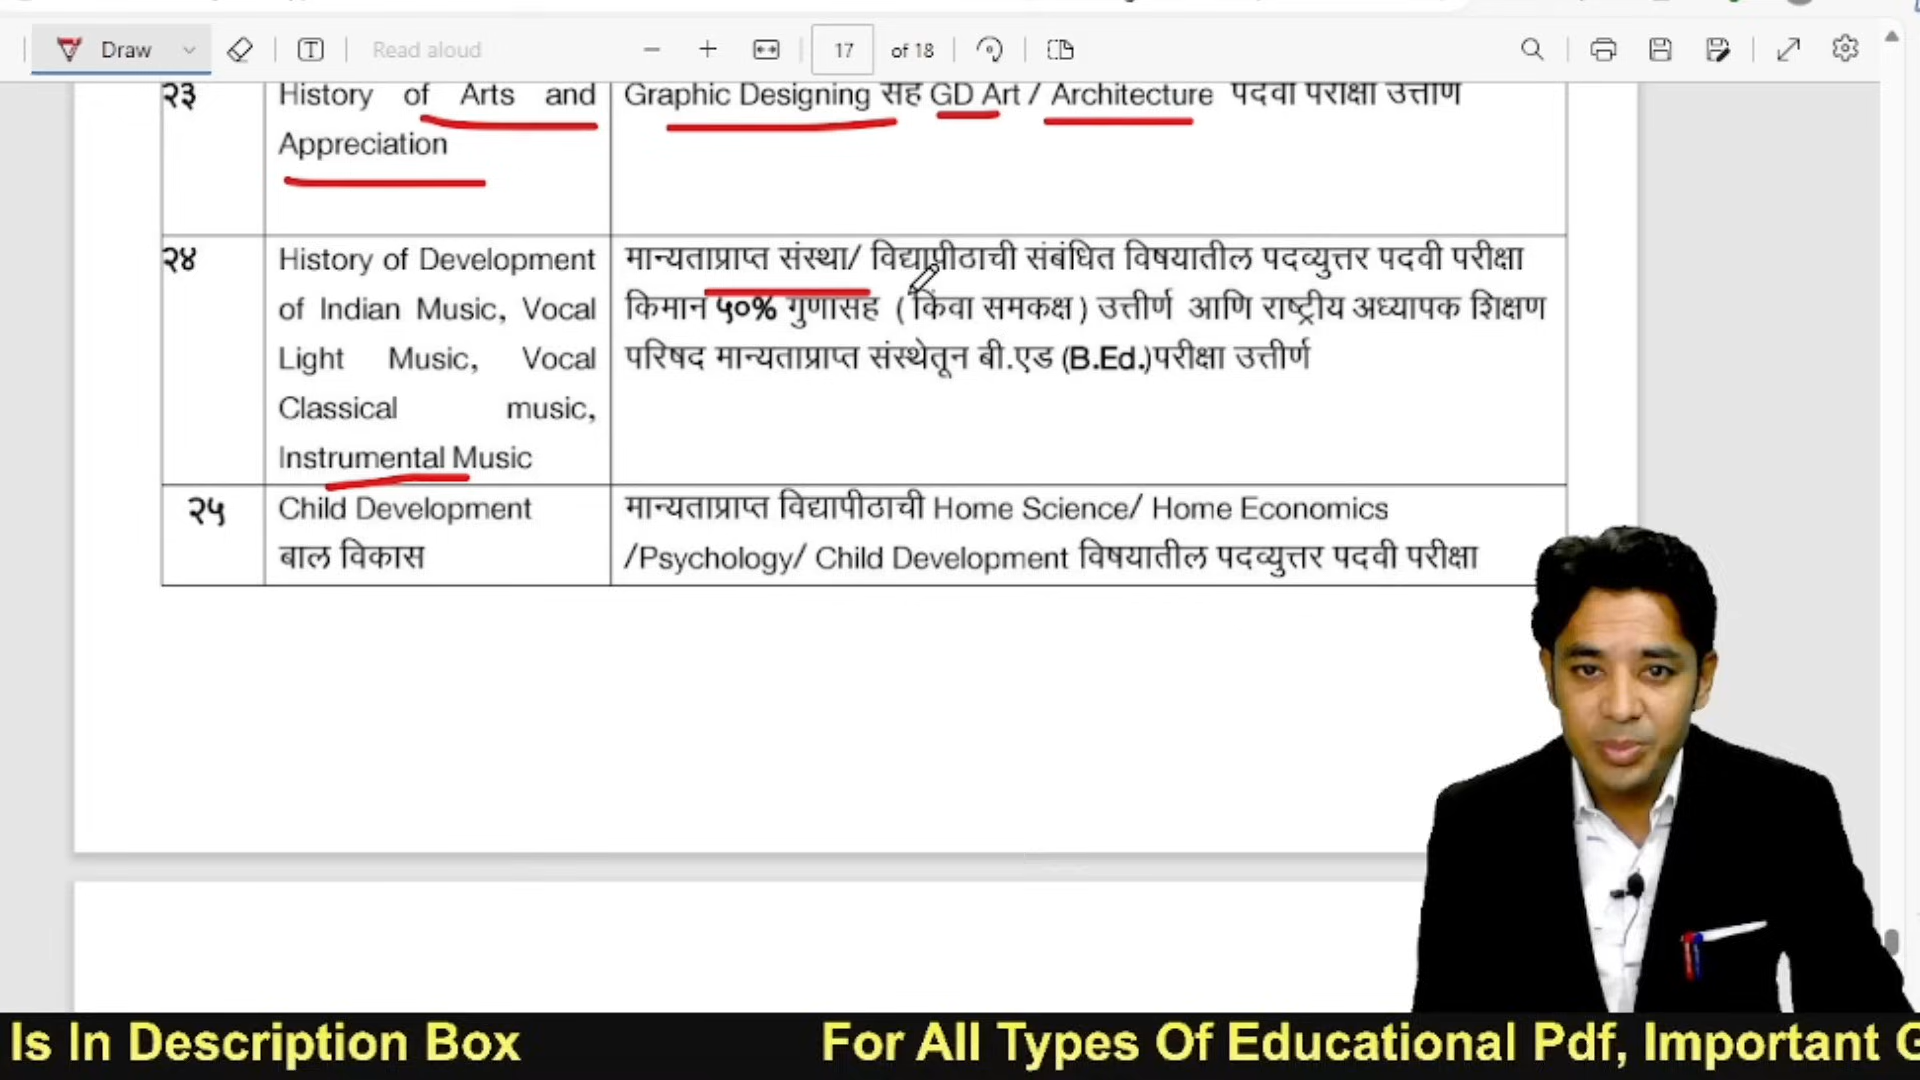 Draw Read aloud 17 of 18
२३ History of Arts and Graphic Designing सह GD Art / Architecture पदवी परीक्षा उत्तीर्ण
Appreciation
२४ History of Development मान्यताप्राप्त संस्था/ विद्यापीठाची संबंधित विषयातील पदव्युत्तर पदवी परीक्षा
of Indian Music, Vocal किमान ५०% गुणासह ( किंवा समकक्ष ) उत्तीर्ण आणि राष्ट्रीय अध्यापक शिक्षण
Light Music, Vocal परिषद मान्यताप्राप्त संस्थेतून बी.एड (B.Ed.)परीक्षा उत्तीर्ण
Classical music,
Instrumental Music
२५ Child Development मान्यताप्राप्त विद्यापीठाची Home Science/ Home Economics
बाल विकास /Psychology/ Child Development विषयातील पदव्युत्तर पदवी परीक्षा
Is In Description Box For All Types Of Educational Pdf, Important G